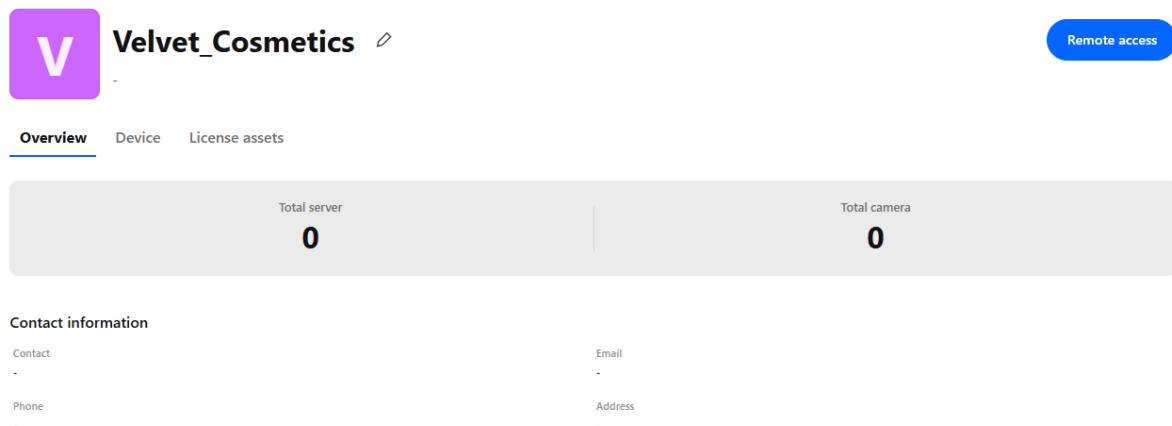 V
Velvet_Cosmetics
-
Remote access
Overview Device License assets
Total server Total camera
0 0
Contact information
Contact Email
- -
Phone Address